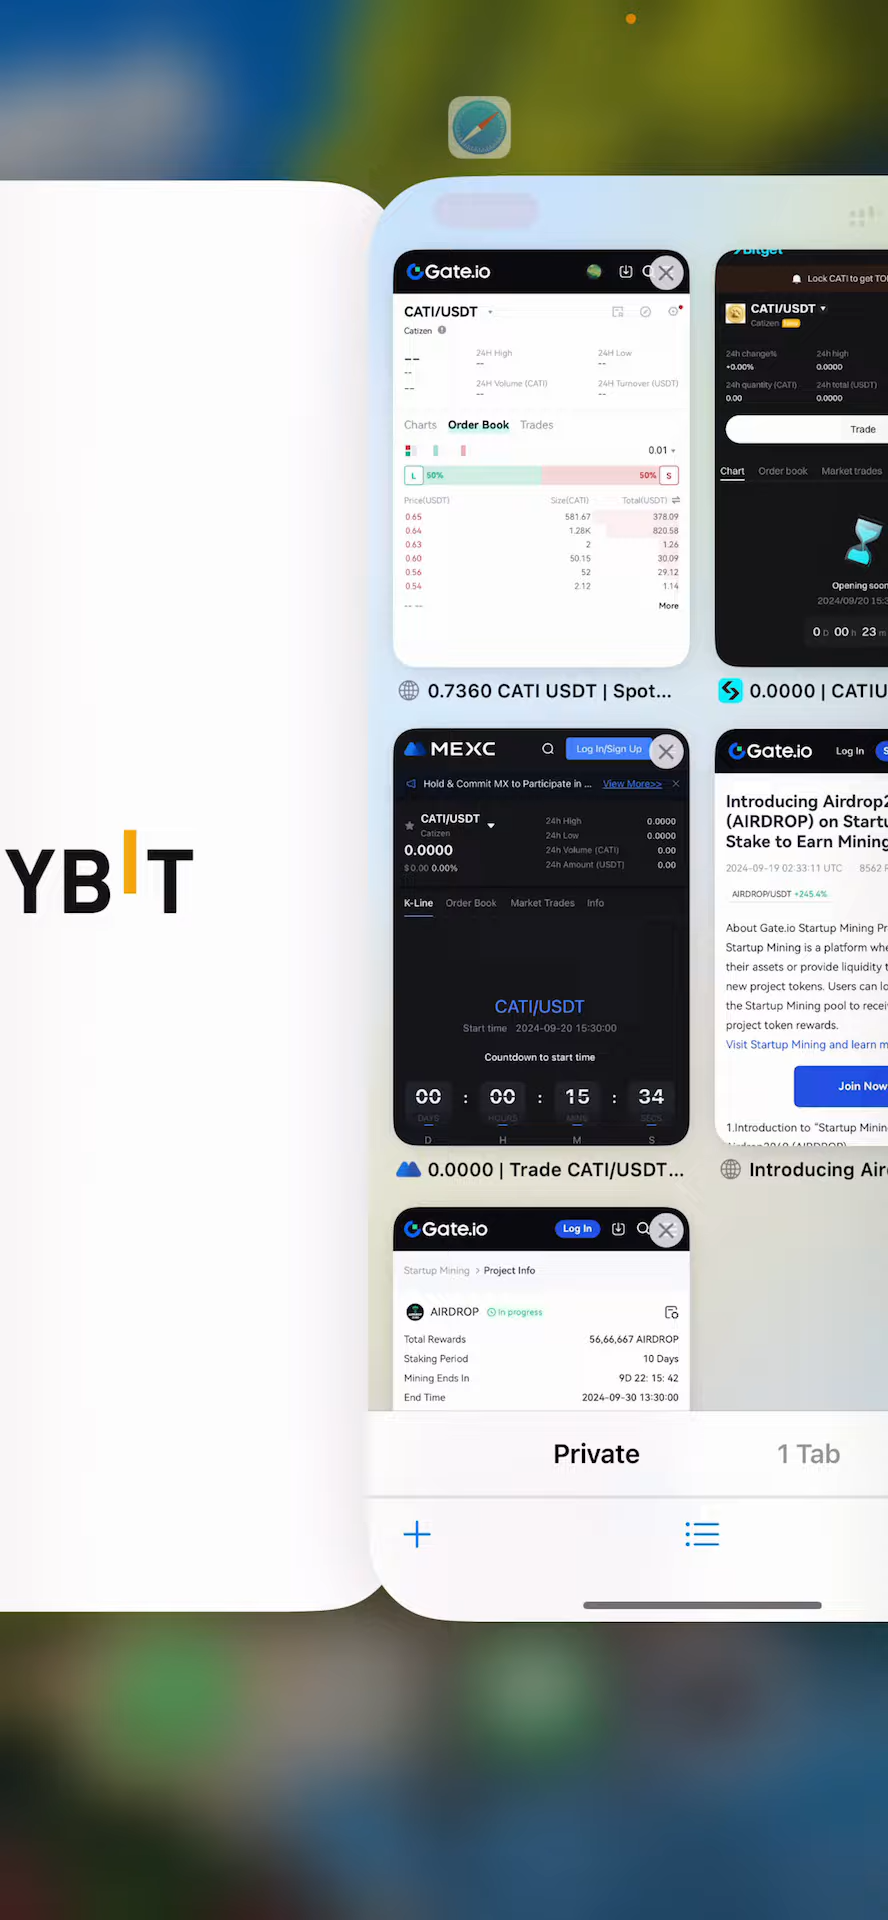 YBIT
Gate.io
CATI/USDT
Catizen
--
--
--
24H High
--
24H Low
--
24H Volume (CATI)
--
24H Turnover (USDT)
--
Charts Order Book Trades
0.01
L 50% 50% S
Price(USDT) Size(CATI) Total(USDT)
0.65 581.67 378.09
0.64 1.28K 820.58
0.63 2 1.26
0.60 50.15 30.09
0.56 52 29.12
0.54 2.12 1.14
-- -- More
0.7360 CATI USDT | Spot...
Bitget
Lock CATI to get TO
CATI/USDT
Catizen
24h change% 24h high
+0.00% 0.0000
24h quantity (CATI) 24h total (USDT)
0.00 0.0000
Trade
Chart Order book Market trades
Opening soon
2024/09/20 15:3
0 D 00 h 23 m
0.0000 | CATIU
MEXC
Log In/Sign Up
Hold & Commit MX to Participate in ... View More>>
CATI/USDT
Catizen
0.0000
$0.00 0.00%
24h High 0.0000
24h Low 0.0000
24h Volume (CATI) 0.00
24h Amount (USDT) 0.00
K-Line Order Book Market Trades Info
CATI/USDT
Start time 2024-09-20 15:30:00
Countdown to start time
00 : 00 : 15 : 34
DAYS HOURS MINS SECS
D H M S
0.0000 | Trade CATI/USDT...
Gate.io Log In S
Introducing Airdrop2
(AIRDROP) on Startu
Stake to Earn Mining
2024-09-19 02:33:11 UTC 8562 R
AIRDROP/USDT +245.4%
About Gate.io Startup Mining Pr
Startup Mining is a platform whe
their assets or provide liquidity t
new project tokens. Users can lo
the Startup Mining pool to recei
project token rewards.
Visit Startup Mining and learn m
Join Now
1.Introduction to "Startup Minin
Introducing Air
Gate.io
Log In
Startup Mining > Project Info
AIRDROP In progress
Total Rewards 56,66,667 AIRDROP
Staking Period 10 Days
Mining Ends In 9D 22: 15: 42
End Time 2024-09-30 13:30:00
Private 1 Tab